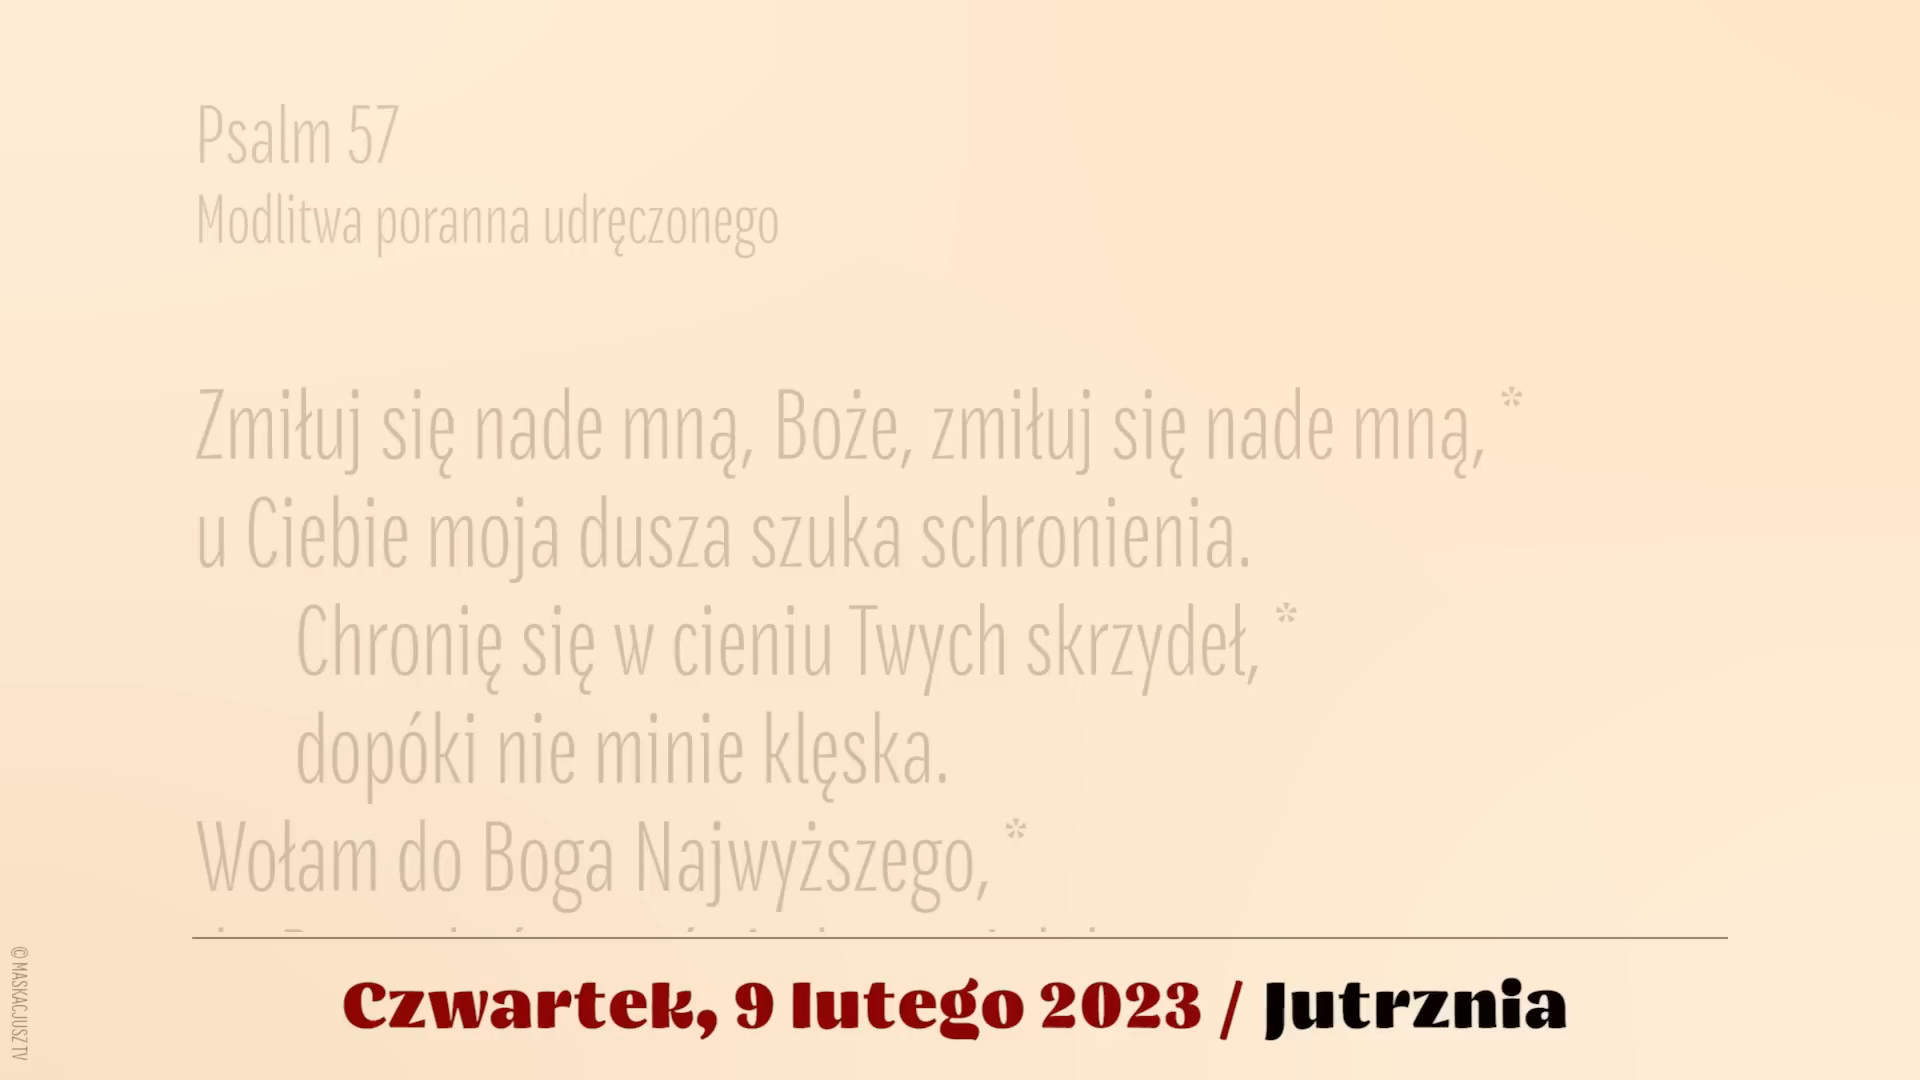 Psalm 57
Modlitwa poranna udręczonego
Zmiłuj się nade mną, Boże, zmiłuj się nade mną, *
u Ciebie moja dusza szuka schronienia.
Chronię się w cieniu Twych skrzydeł, *
dopóki nie minie klęska.
Wołam do Boga Najwyższego, *
Czwartek, 9 lutego 2023 / Jutrznia
© MASKACJUSZ TV